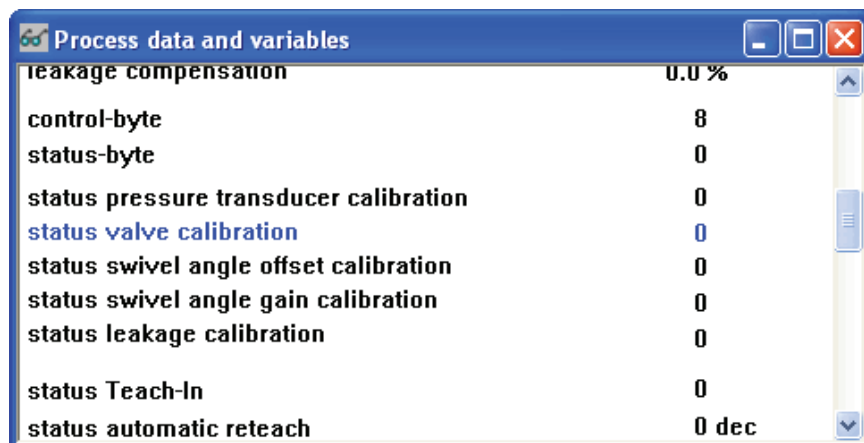 Process data and variables
leakage compensation 0.0 %
control-byte 8
status-byte 0
status pressure transducer calibration 0
status valve calibration 0
status swivel angle offset calibration 0
status swivel angle gain calibration 0
status leakage calibration 0
status Teach-In 0
status automatic reteach 0 dec